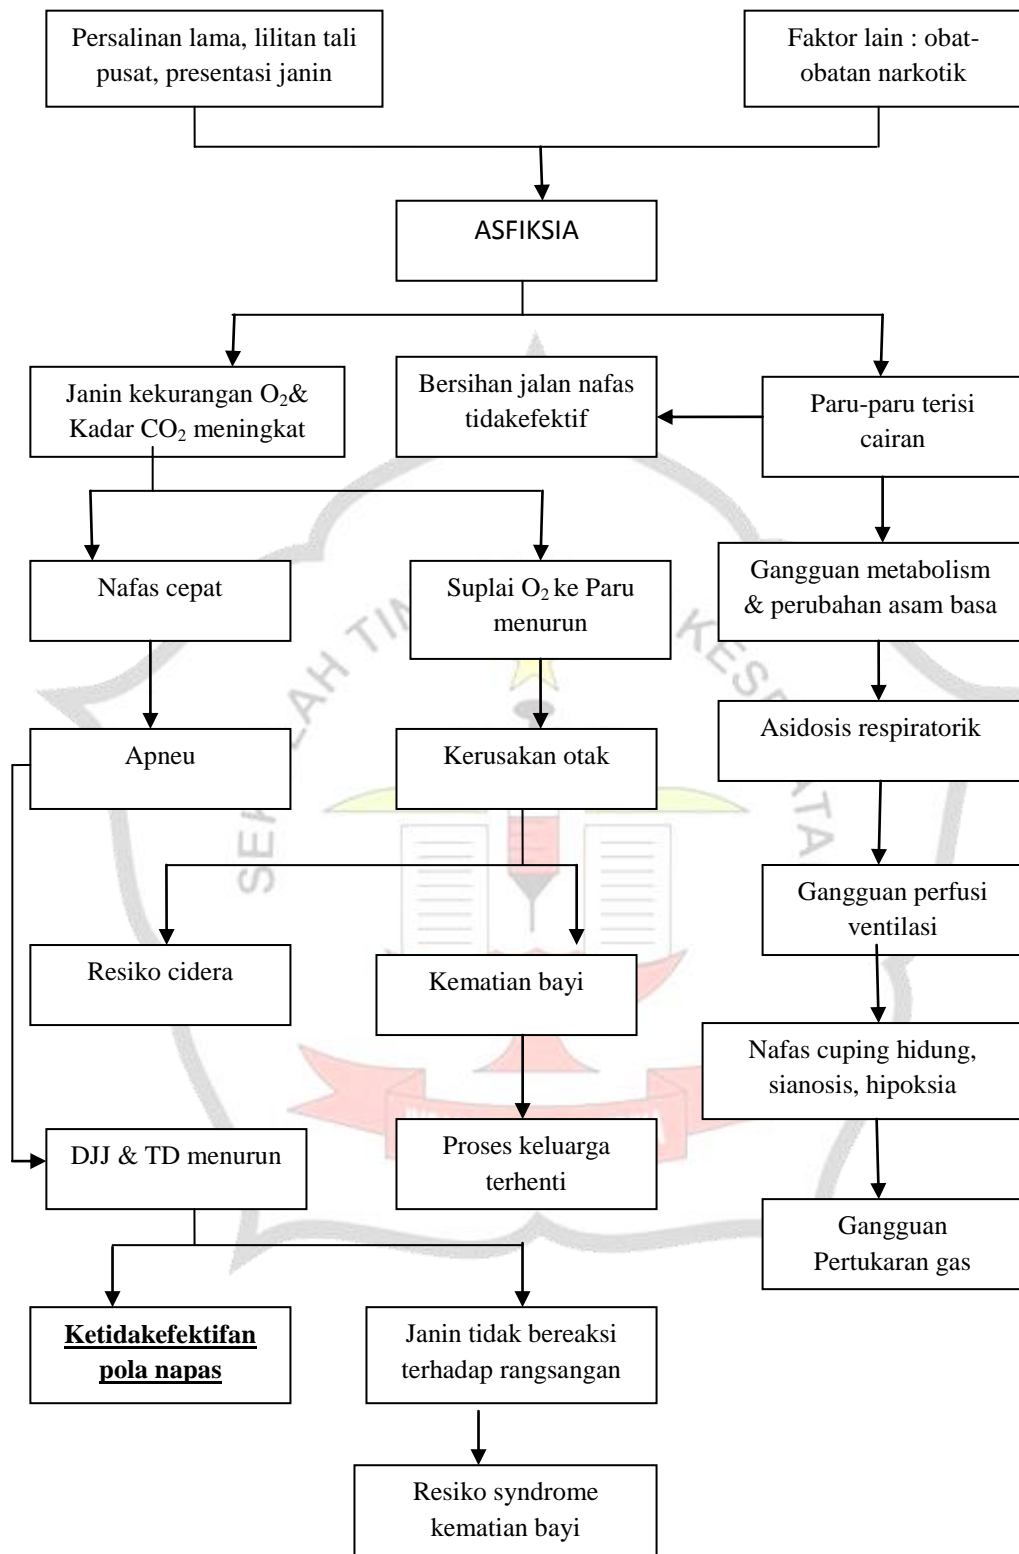 Persalinan lama, lilitan tali
pusat, presentasi janin
Faktor lain : obat-
obatan narkotik
ASFIKSIA
Janin kekurangan O₂&
Kadar CO₂ meningkat
Bersihan jalan nafas
tidakefektif
Paru-paru terisi
cairan
Nafas cepat
Suplai O₂ ke Paru
menurun
Gangguan metabolism
& perubahan asam basa
Apneu
Kerusakan otak
Asidosis respiratorik
Resiko cidera
Kematian bayi
Gangguan perfusi
ventilasi
Nafas cuping hidung,
sianosis, hipoksia
DJJ & TD menurun
Proses keluarga
terhenti
Gangguan
Pertukaran gas
Ketidakefektifan
pola napas
Janin tidak bereaksi
terhadap rangsangan
Resiko syndrome
kematian bayi